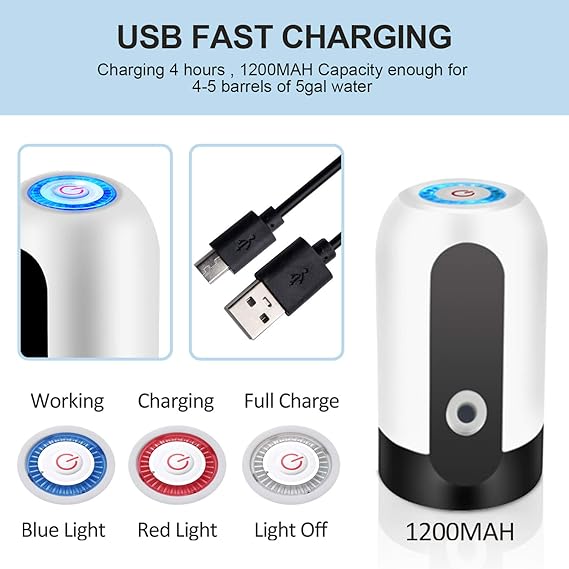 USB FAST CHARGING
Charging 4 hours , 1200MAH Capacity enough for
4-5 barrels of 5gal water
Working
Charging
Full Charge
Blue Light
Red Light
Light Off
1200MAH